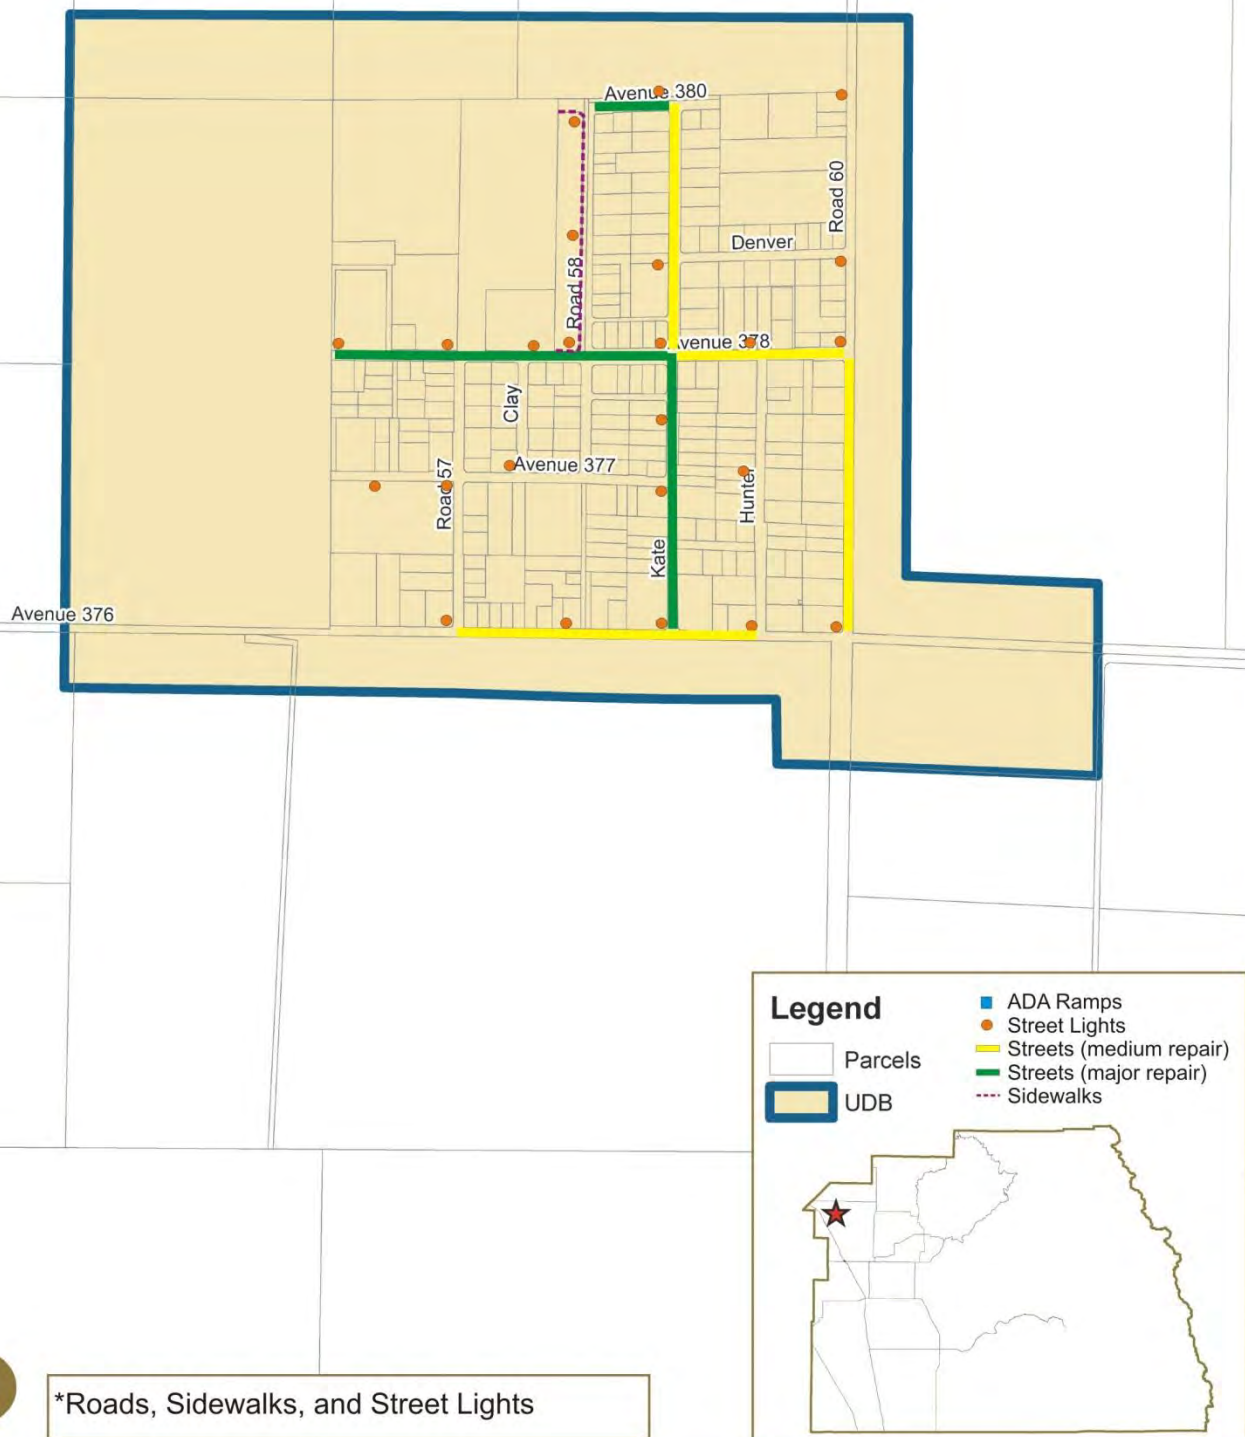 Avenue 380
Road 60
Denver
Road 58
Avenue 378
Clay
Avenue 377
Road 57
Hunter
Kate
Avenue 376
Legend
Parcels
UDB
ADA Ramps
Street Lights
Streets (medium repair)
Streets (major repair)
Sidewalks
*Roads, Sidewalks, and Street Lights